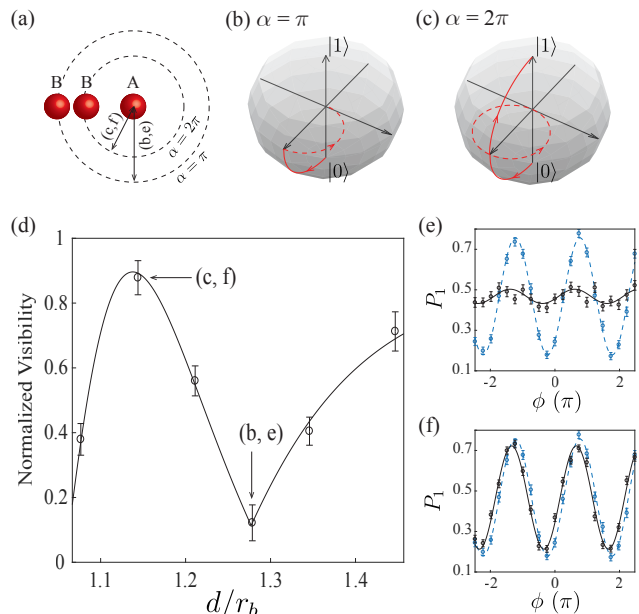 (a)
B
B
A
(c,f)
(b,e)
α = 2π
α = π
(b) α = π
|1⟩
|0⟩
(c) α = 2π
|1⟩
|0⟩
(d)
Normalized Visibility
1
0.8
0.6
0.4
0.2
0
(c, f)
(b, e)
1.1
1.2
1.3
1.4
d/r_b
(e)
P_1
0.7
0.5
0.3
0.1
-2
0
2
ϕ (π)
(f)
P_1
0.7
0.5
0.3
0.1
-2
0
2
ϕ (π)